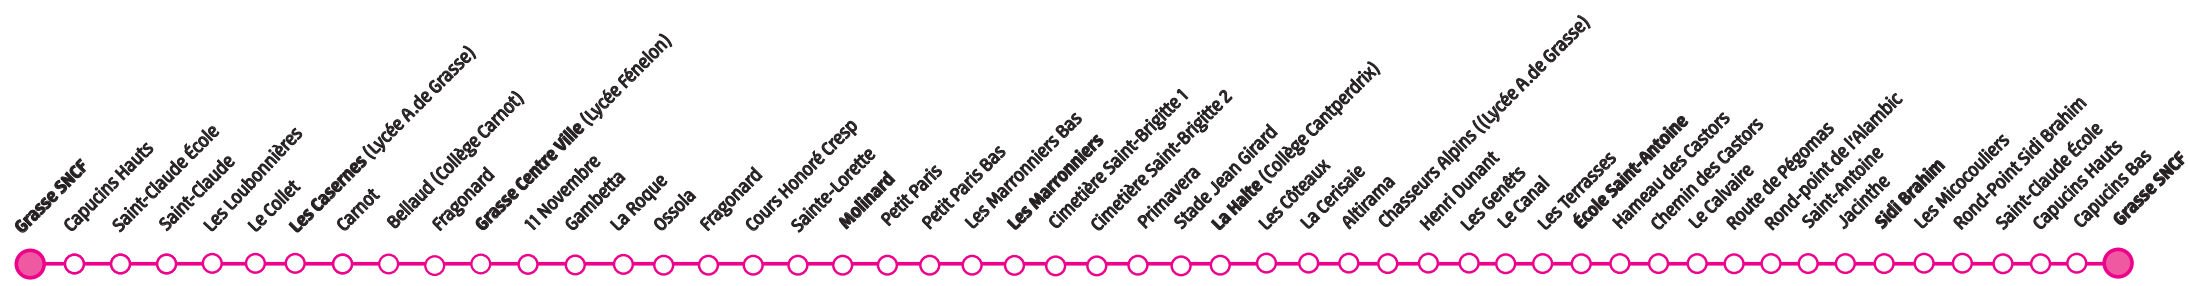 Grasse SNCF
Capucins Hauts
Saint-Claude École
Saint-Claude
Les Loubonnières
Le Collet
Les Casernes (Lycée A.de Grasse)
Carnot
Bellaud (Collège Carnot)
Fragonard
Grasse Centre Ville (Lycée Fénelon)
11 Novembre
Gambetta
La Roque
Ossola
Fragonard
Cours Honoré Cresp
Sainte-Lorette
Molinard
Petit Paris
Petit Paris Bas
Les Marronniers Bas
Les Marronniers
Cimetière Saint-Brigitte 1
Cimetière Saint-Brigitte 2
Primavera
Stade Jean Girard
La Halte (Collège Cantperdrix)
Les Côteaux
La Cerisaie
Altirama
Chasseurs Alpins ((Lycée A.de Grasse)
Henri Dunant
Les Genêts
Le Canal
Les Terrasses
École Saint-Antoine
Hameau des Castors
Chemin des Castors
Le Calvaire
Route de Pégomas
Rond-point de l'Alambic
Saint-Antoine
Jacinthe
Sidi Brahim
Les Micocouliers
Rond-Point Sidi Brahim
Saint-Claude École
Capucins Hauts
Capucins Bas
Grasse SNCF